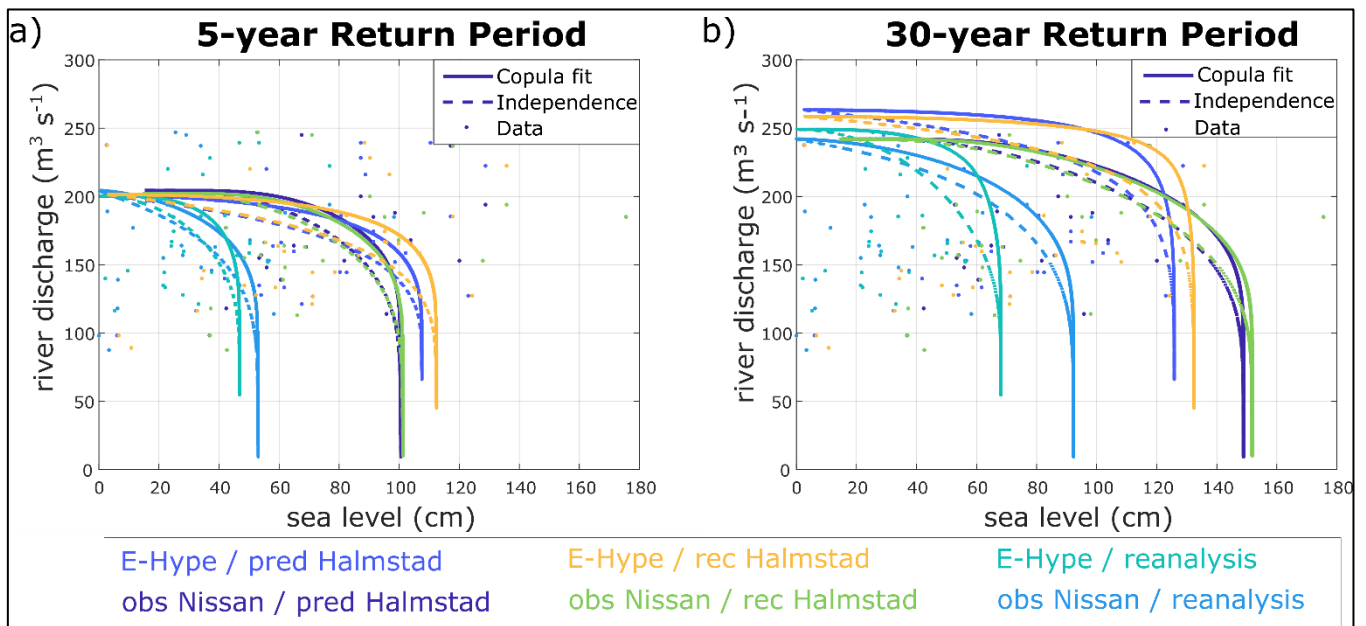 a) 5-year Return Period
300
250
200
150
100
50
0
river discharge (m³ s⁻¹)
Copula fit
Independence
Data
0 20 40 60 80 100 120 140 160 180
sea level (cm)
b) 30-year Return Period
300
250
200
150
100
50
0
river discharge (m³ s⁻¹)
Copula fit
Independence
Data
0 20 40 60 80 100 120 140 160 180
sea level (cm)
E-Hype / pred Halmstad E-Hype / rec Halmstad E-Hype / reanalysis
obs Nissan / pred Halmstad obs Nissan / rec Halmstad obs Nissan / reanalysis